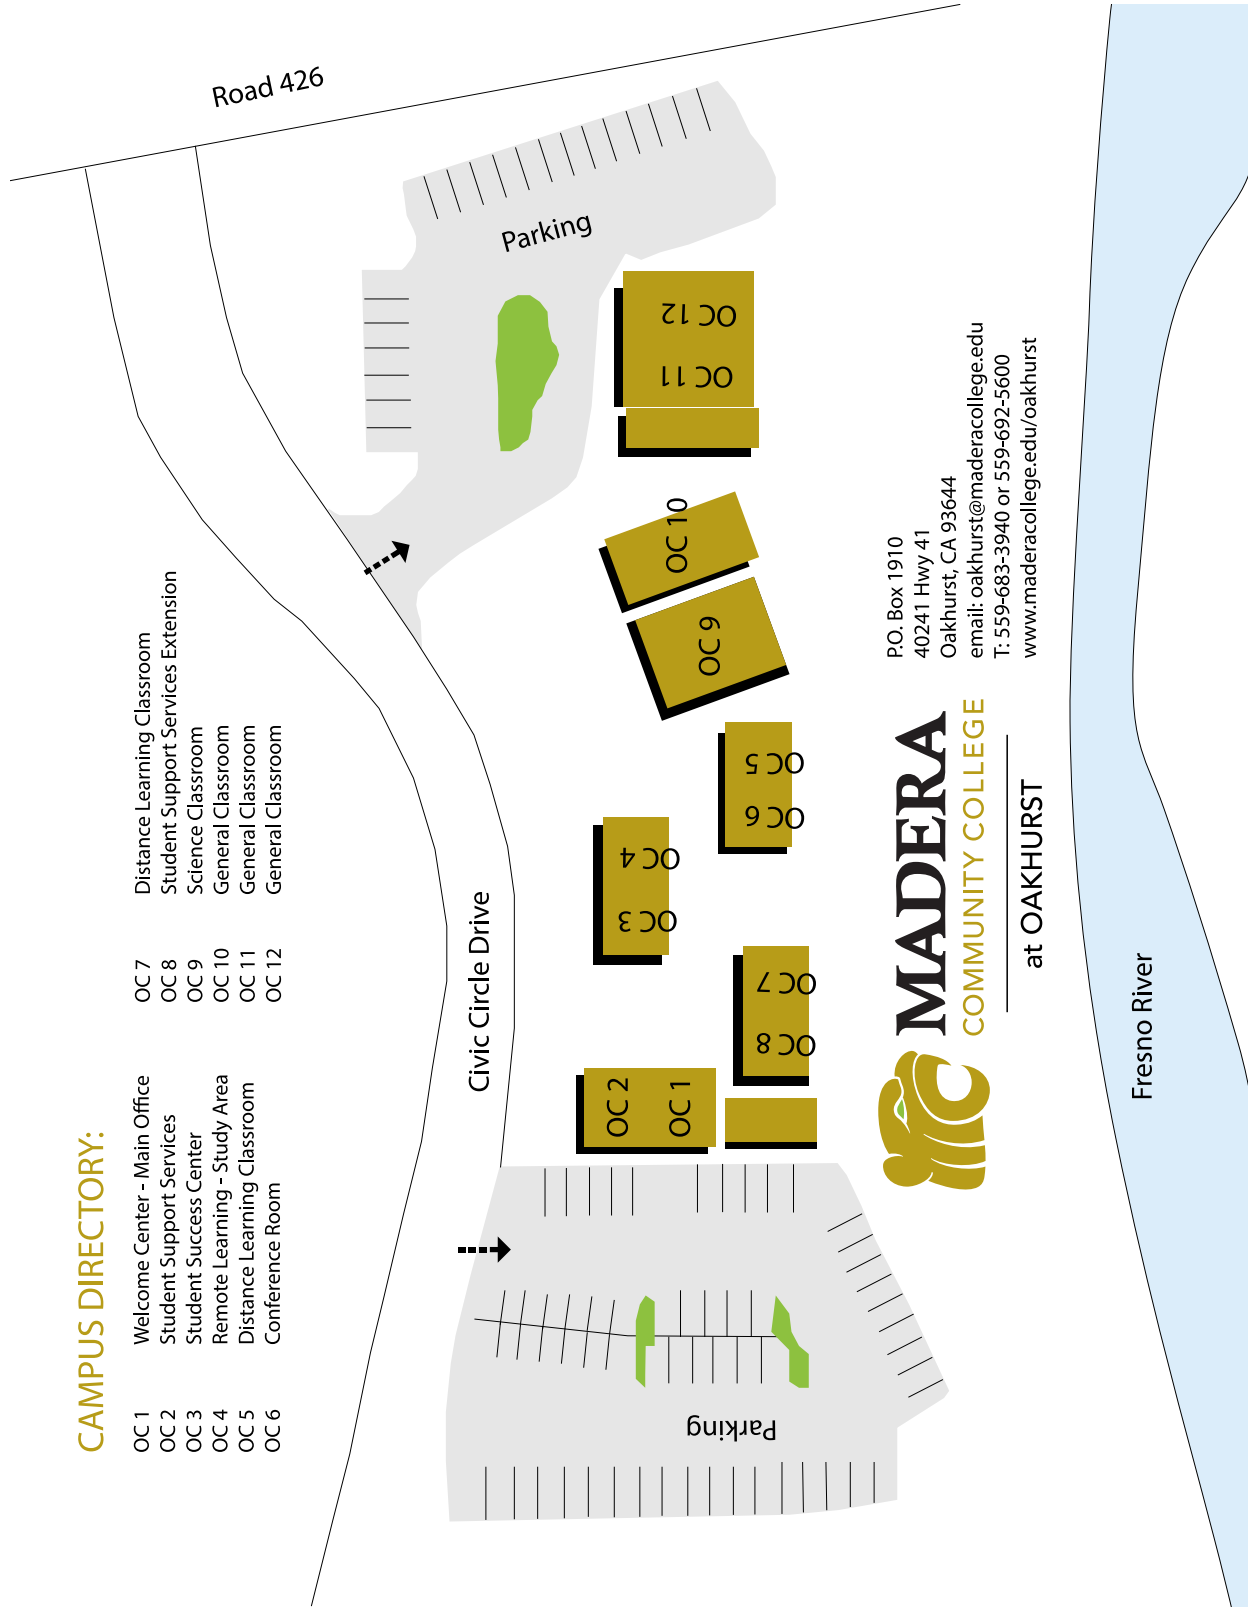 CAMPUS DIRECTORY:
OC 1 Welcome Center - Main Office
OC 2 Student Support Services
OC 3 Student Success Center
OC 4 Remote Learning - Study Area
OC 5 Distance Learning Classroom
OC 6 Conference Room
OC 7 Distance Learning Classroom
OC 8 Student Support Services Extension
OC 9 Science Classroom
OC 10 General Classroom
OC 11 General Classroom
OC 12 General Classroom
Road 426
Civic Circle Drive
Parking
Parking
OC 2
OC 1
OC 3
OC 4
OC 8
OC 7
OC 6
OC 5
OC 9
OC 10
OC 11
OC 12
MADERA
COMMUNITY COLLEGE
at OAKHURST
P.O. Box 1910
40241 Hwy 41
Oakhurst, CA 93644
email: oakhurst@maderacollege.edu
T: 559-683-3940 or 559-692-5600
www.maderacollege.edu/oakhurst
Fresno River